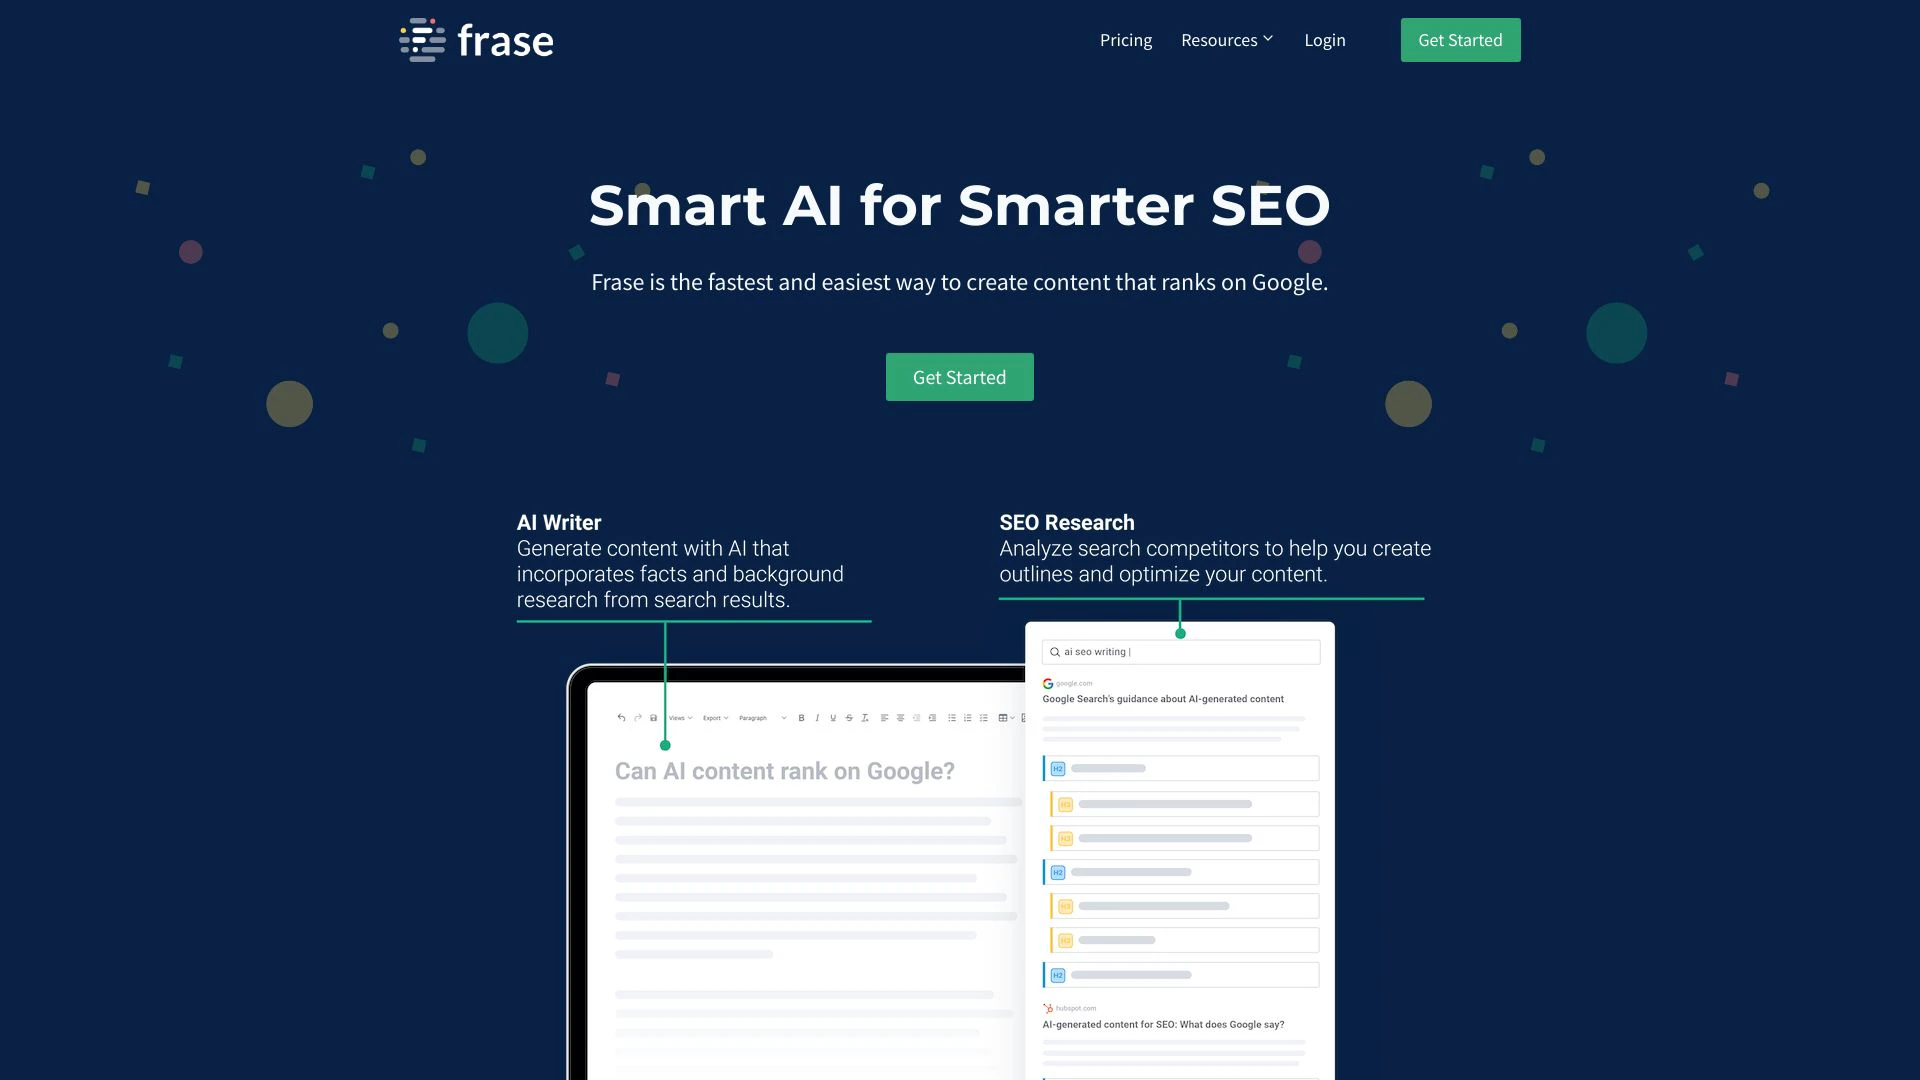 frase
Pricing
Resources
Login
Get Started
Smart AI for Smarter SEO
Frase is the fastest and easiest way to create content that ranks on Google.
Get Started
AI Writer
Generate content with AI that
incorporates facts and background
research from search results.
SEO Research
Analyze search competitors to help you create
outlines and optimize your content.
Views
Export
Paragraph
B I U S
Can AI content rank on Google?
ai seo writing |
google.com
Google Search's guidance about AI-generated content
H2
H3
H3
H2
H3
H3
H2
hubspot.com
AI-generated content for SEO: What does Google say?